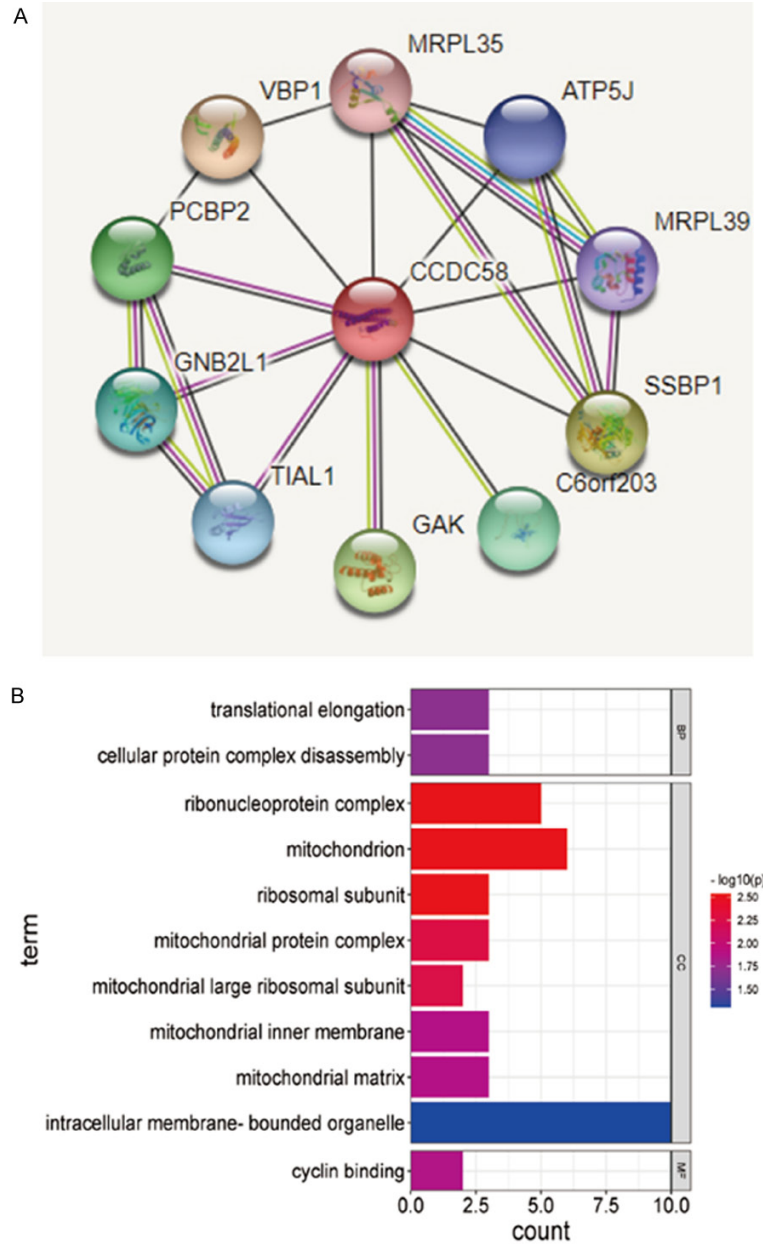 A
MRPL35
VBP1
ATP5J
PCBP2
MRPL39
CCDC58
GNB2L1
SSBP1
TIAL1
C6orf203
GAK
B
translational elongation
cellular protein complex disassembly
BP
ribonucleoprotein complex
mitochondrion
ribosomal subunit
mitochondrial protein complex
mitochondrial large ribosomal subunit
mitochondrial inner membrane
mitochondrial matrix
intracellular membrane- bounded organelle
CC
cyclin binding
MF
term
0.0 2.5 5.0 7.5 10.0
count
- log10(p)
2.50
2.25
2.00
1.75
1.50